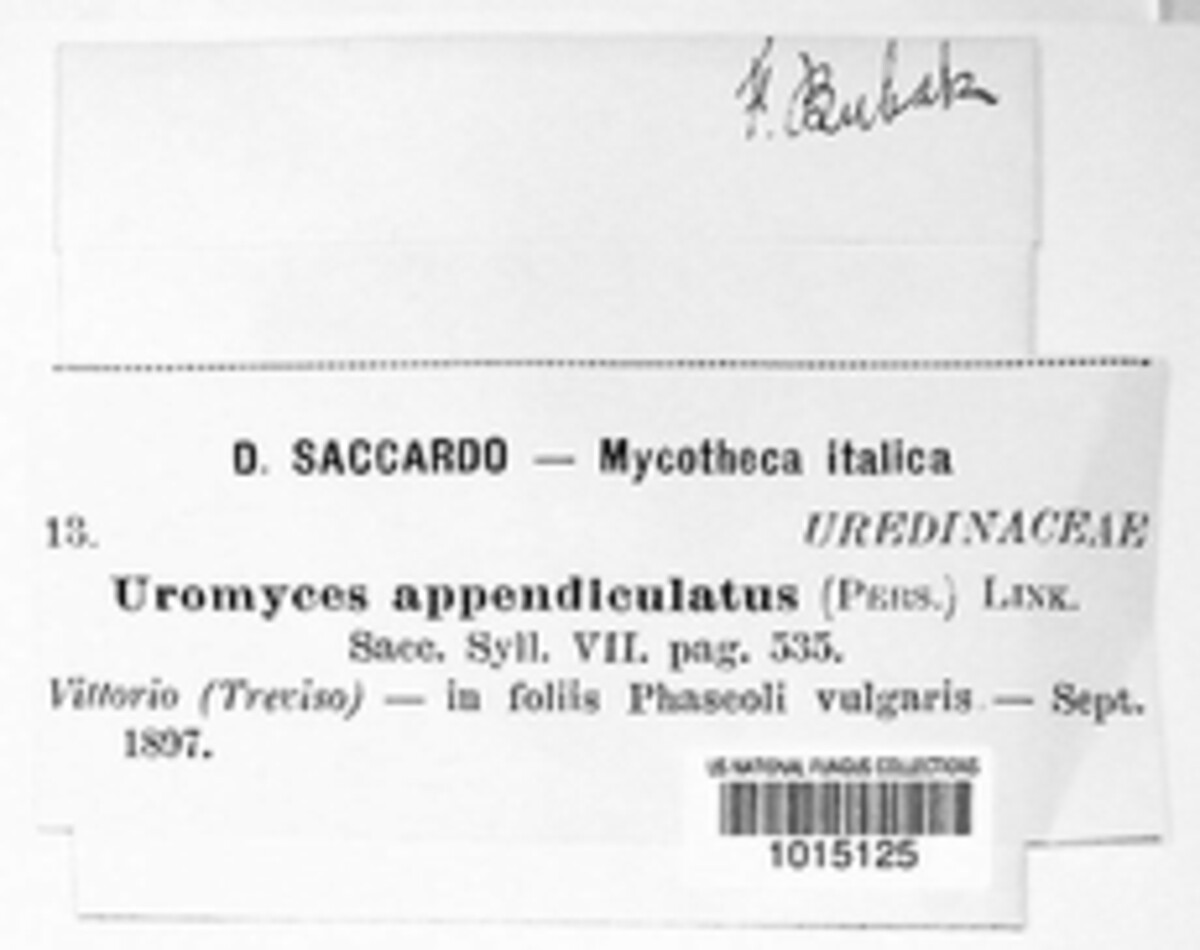 F. Bubak
D. SACCARDO — Mycotheca italica
13.
UREDINACEAE
Uromyces appendiculatus (PERS.) LINK.
Sacc. Syll. VII. pag. 535.
Vittorio (Treviso) — in foliis Phaseoli vulgaris — Sept.
1897.
US NATIONAL FUNGUS COLLECTIONS
1015125